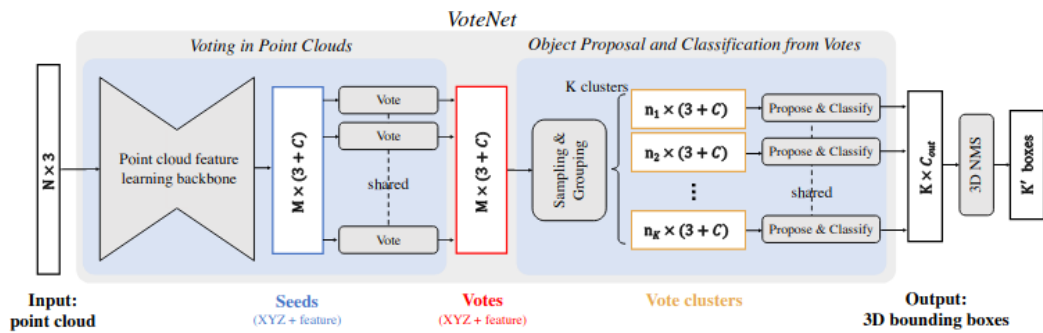 VoteNet
Voting in Point Clouds
Object Proposal and Classification from Votes
N × 3
Point cloud feature
learning backbone
M × (3 + C)
Vote
Vote
shared
Vote
M × (3 + C)
Sampling &
Grouping
K clusters
n₁ × (3 + C)
n₂ × (3 + C)
⋮
n_K × (3 + C)
Propose & Classify
Propose & Classify
shared
Propose & Classify
K × C_out
3D NMS
K′ boxes
Input:
point cloud
Seeds
(XYZ + feature)
Votes
(XYZ + feature)
Vote clusters
Output:
3D bounding boxes